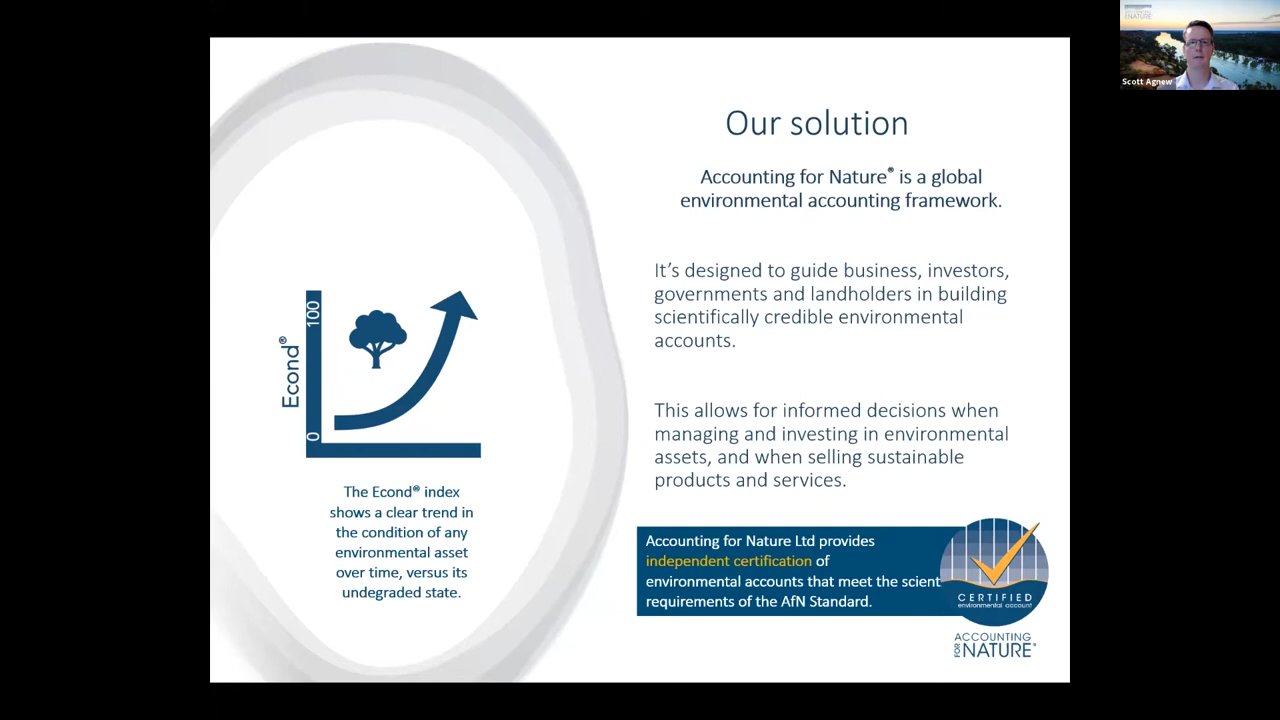 Our solution
Accounting for Nature® is a global
environmental accounting framework.
It's designed to guide business, investors,
governments and landholders in building
scientifically credible environmental
accounts.
This allows for informed decisions when
managing and investing in environmental
assets, and when selling sustainable
products and services.
Econd®
100
0
The Econd® index
shows a clear trend in
the condition of any
environmental asset
over time, versus its
undegraded state.
Accounting for Nature Ltd provides
independent certification of
environmental accounts that meet the scient
requirements of the AfN Standard.
CERTIFIED
environmental account
ACCOUNTING
FOR NATURE®
NATURE
Scott Agnew